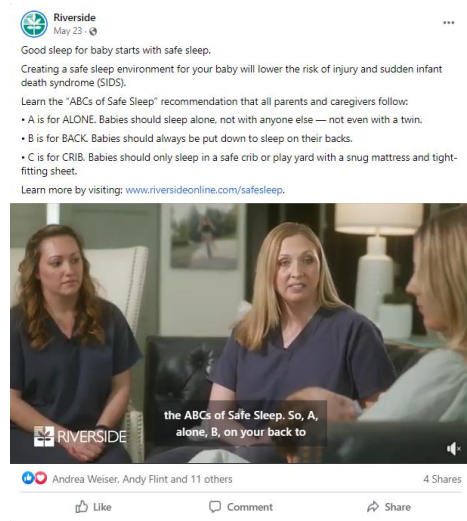 Riverside
May 23 ·
Good sleep for baby starts with safe sleep.
Creating a safe sleep environment for your baby will lower the risk of injury and sudden infant
death syndrome (SIDS).
Learn the "ABCs of Safe Sleep" recommendation that all parents and caregivers follow:
• A is for ALONE. Babies should sleep alone, not with anyone else — not even with a twin.
• B is for BACK. Babies should always be put down to sleep on their backs.
• C is for CRIB. Babies should only sleep in a safe crib or play yard with a snug mattress and tight-
fitting sheet.
Learn more by visiting: www.riversideonline.com/safesleep.
the ABCs of Safe Sleep. So, A,
alone, B, on your back to
RIVERSIDE
Andrea Weiser, Andy Flint and 11 others
4 Shares
Like
Comment
Share